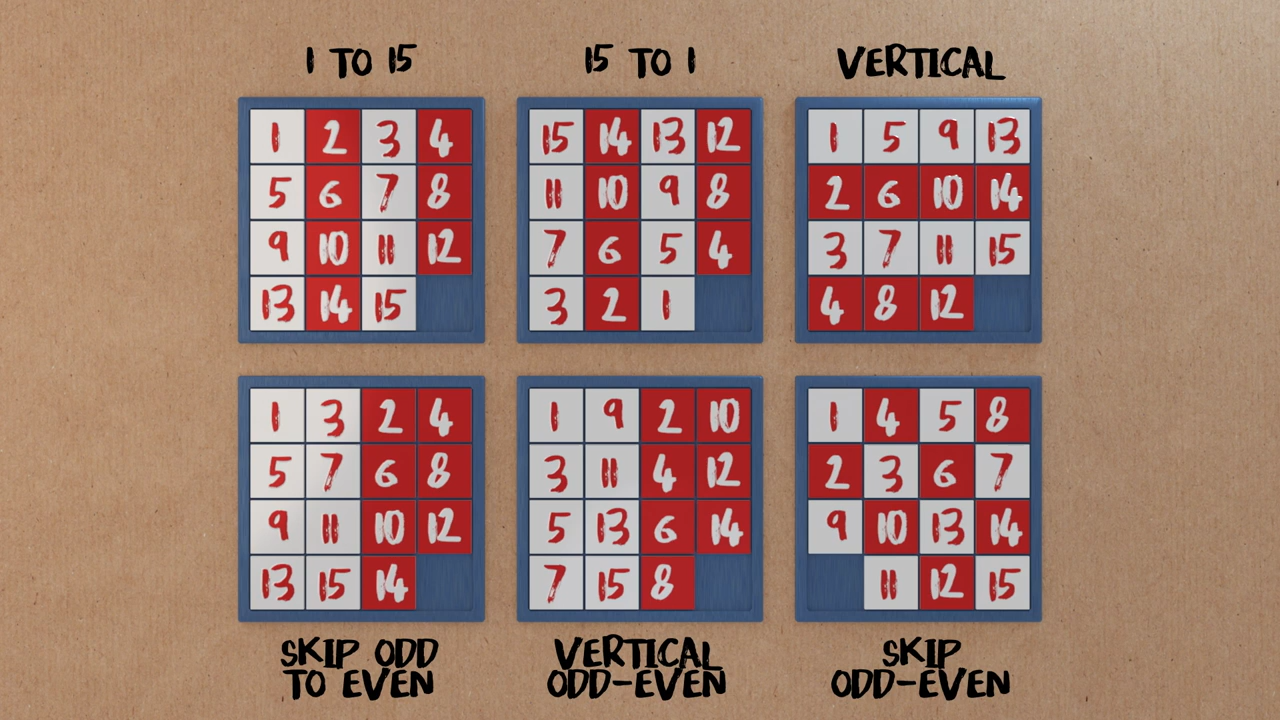 1 TO 15
1 2 3 4
5 6 7 8
9 10 11 12
13 14 15
15 TO 1
15 14 13 12
11 10 9 8
7 6 5 4
3 2 1
VERTICAL
1 5 9 13
2 6 10 14
3 7 11 15
4 8 12
1 3 2 4
5 7 6 8
9 11 10 12
13 15 14
SKIP ODD
TO EVEN
1 9 2 10
3 11 4 12
5 13 6 14
7 15 8
VERTICAL
ODD-EVEN
1 4 5 8
2 3 6 7
9 10 13 14
11 12 15
SKIP
ODD-EVEN